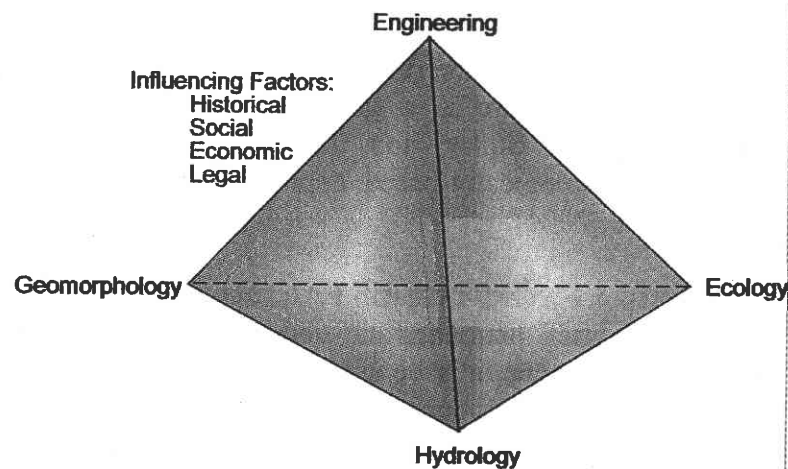 Engineering
Influencing Factors:
Historical
Social
Economic
Legal
Geomorphology
Ecology
Hydrology